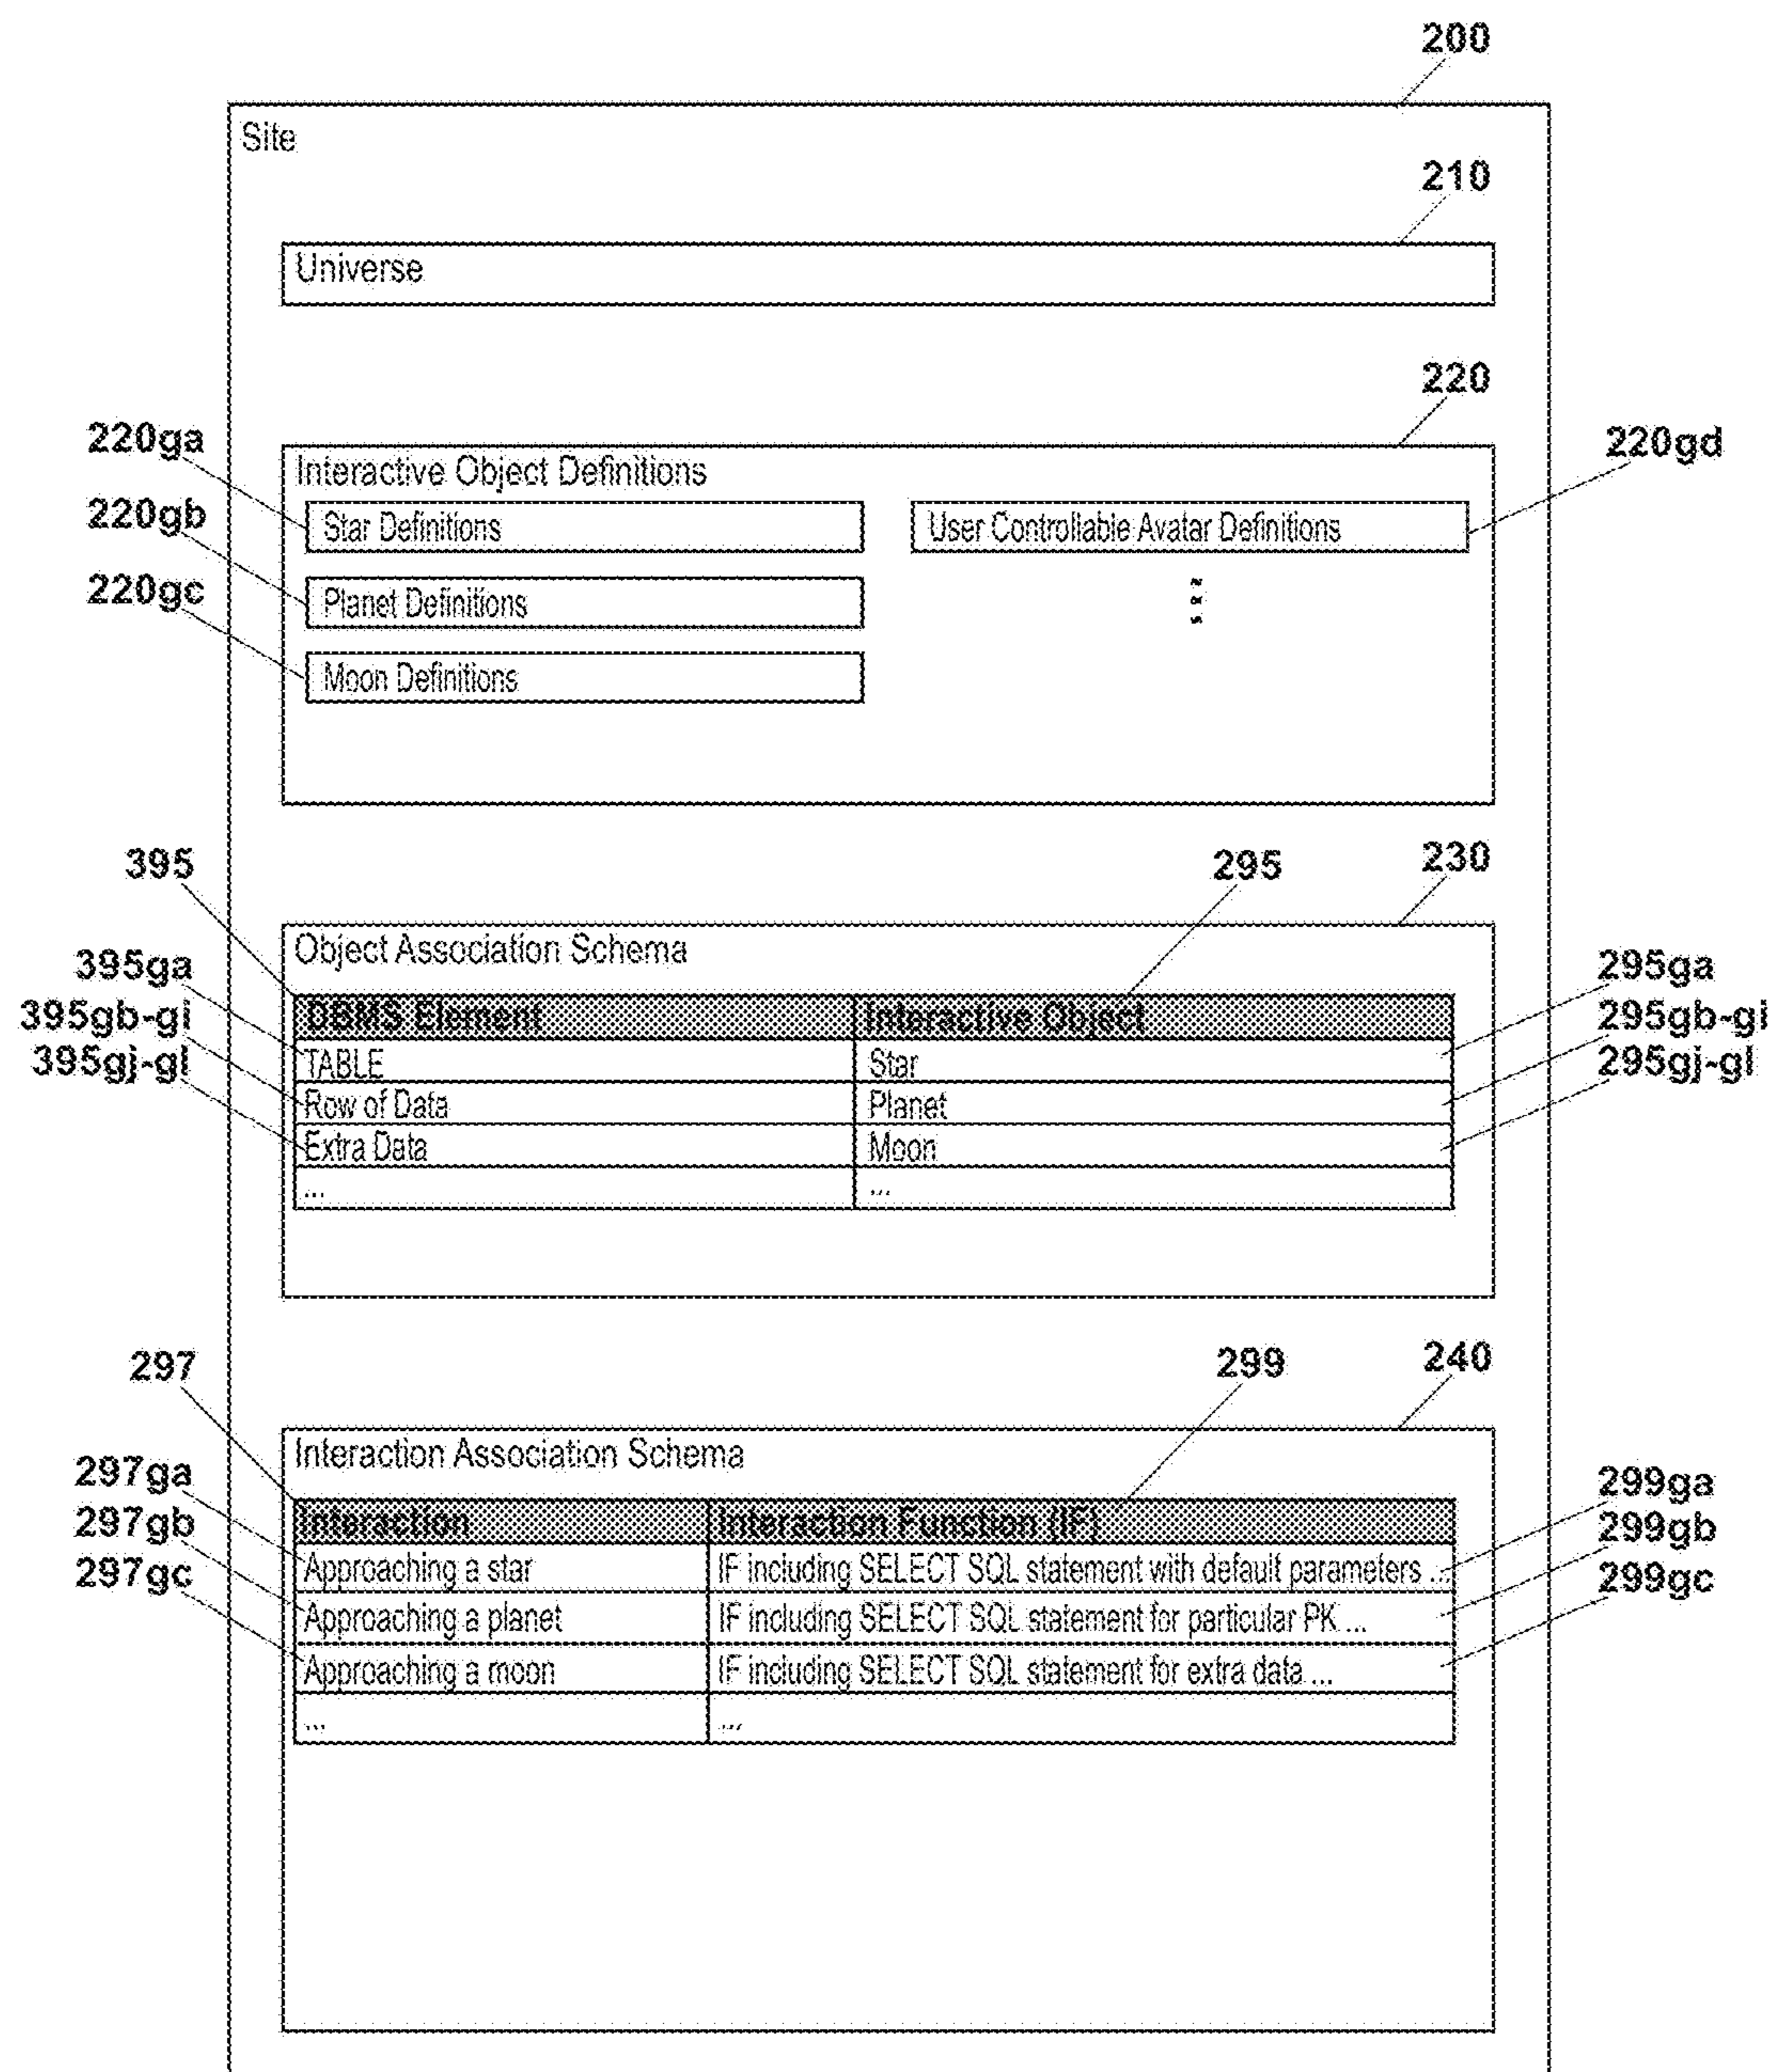 200
Site
210
Universe
220
220ga
220gd
Interactive Object Definitions
220gb
Star Definitions
User Controllable Avatar Definitions
220gc
Planet Definitions
Moon Definitions
395
295
230
Object Association Schema
395ga
295ga
395gb-gi
DBMS Element
Interactive Object
295gb-gi
395gj-gl
TABLE
Star
295gj-gl
Row of Data
Planet
Extra Data
Moon
...
...
297
299
240
Interaction Association Schema
297ga
299ga
297gb
Interaction
Interaction Function (IF)
299gb
297gc
Approaching a star
IF including SELECT SQL statement with default parameters ...
299gc
Approaching a planet
IF including SELECT SQL statement for particular PK ...
Approaching a moon
IF including SELECT SQL statement for extra data ...
...
...